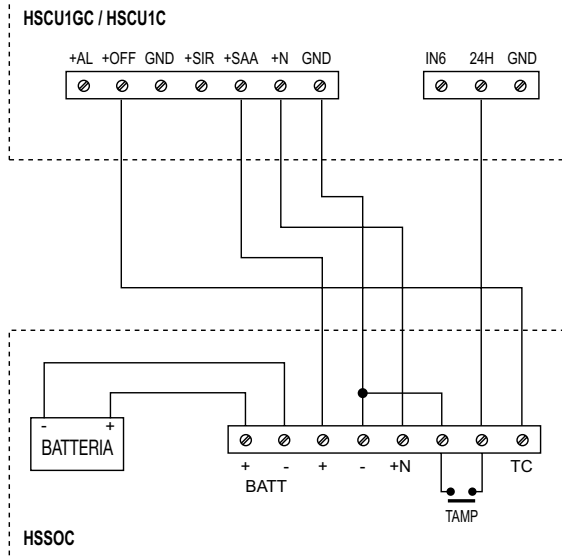 HSCU1GC / HSCU1C
+AL +OFF GND +SIR +SAA +N GND IN6 24H GND
- +
BATTERIA
+ - + - +N TC
BATT
TAMP
HSSOC